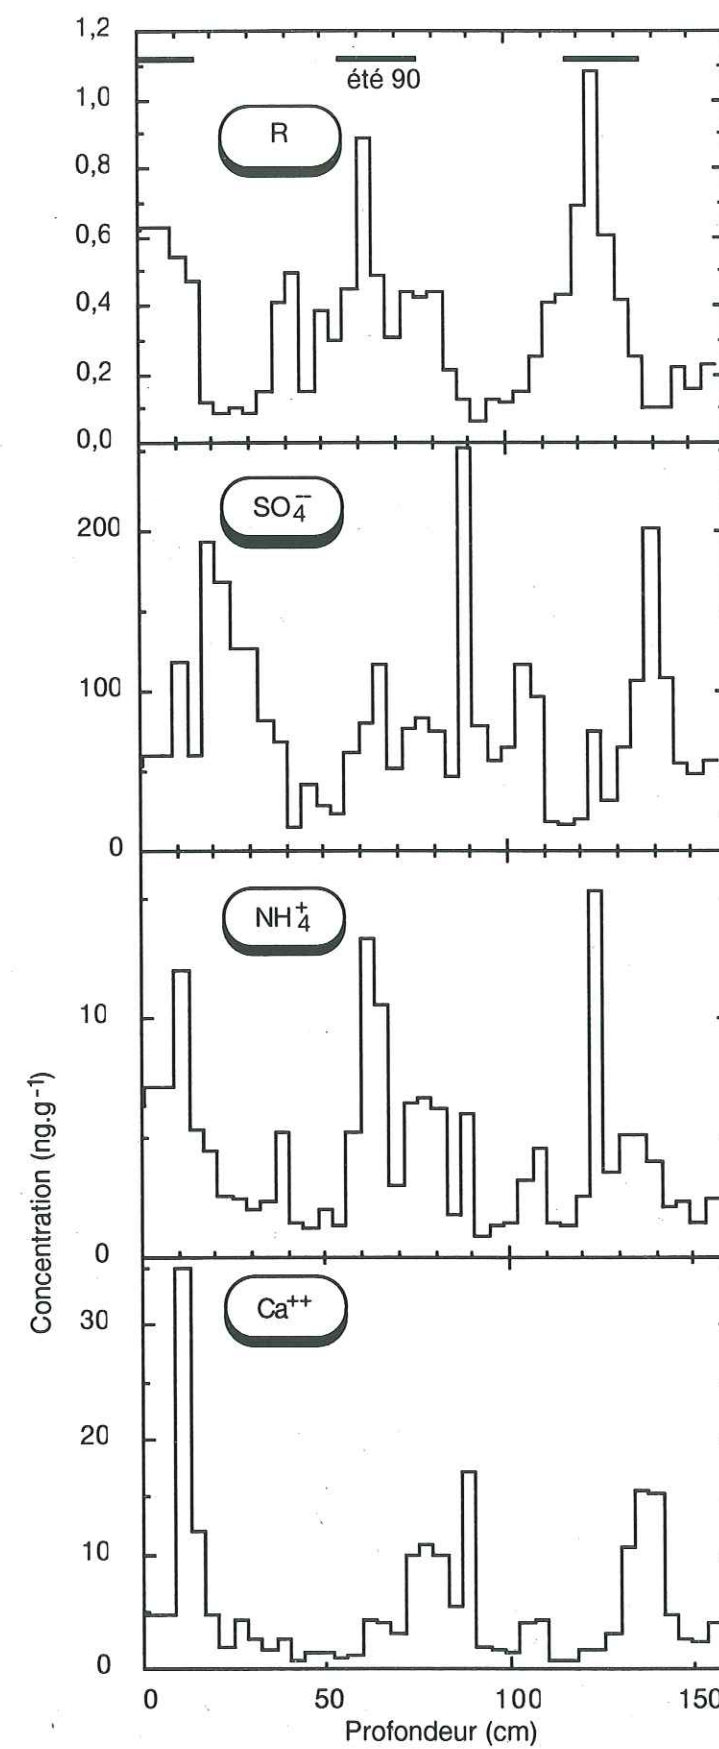 1,2
été 90
1,0
R
0,8
0,6
0,4
0,2
0,0
SO₄⁻⁻
200
100
0
NH₄⁺
10
0
Ca⁺⁺
30
20
10
0
Concentration (ng.g⁻¹)
0 50 100 150
Profondeur (cm)